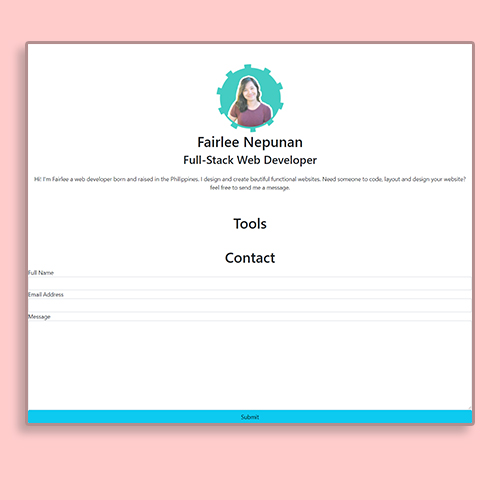 Fairlee Nepunan
Full-Stack Web Developer
Hi! I'm Fairlee a web developer born and raised in the Philippines. I design and create beutiful functional websites. Need someone to code, layout and design your website?
feel free to send me a message.
Tools
Contact
Full Name
Email Address
Message
Submit